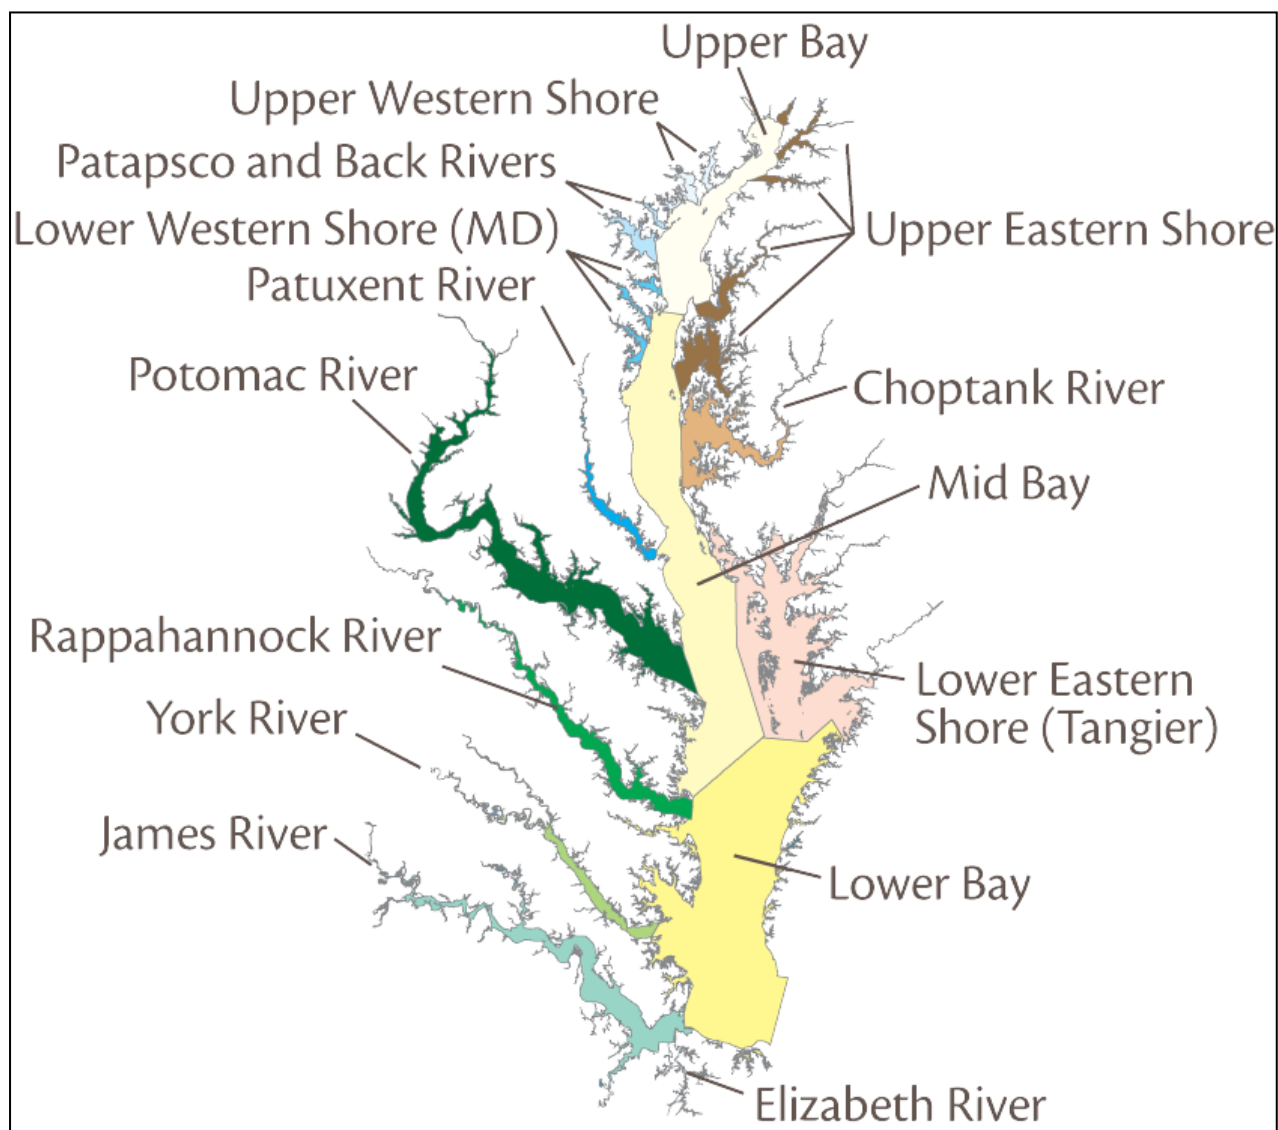 Upper Bay
Upper Western Shore
Patapsco and Back Rivers
Lower Western Shore (MD)
Upper Eastern Shore
Patuxent River
Potomac River
Choptank River
Mid Bay
Rappahannock River
Lower Eastern
Shore (Tangier)
York River
James River
Lower Bay
Elizabeth River